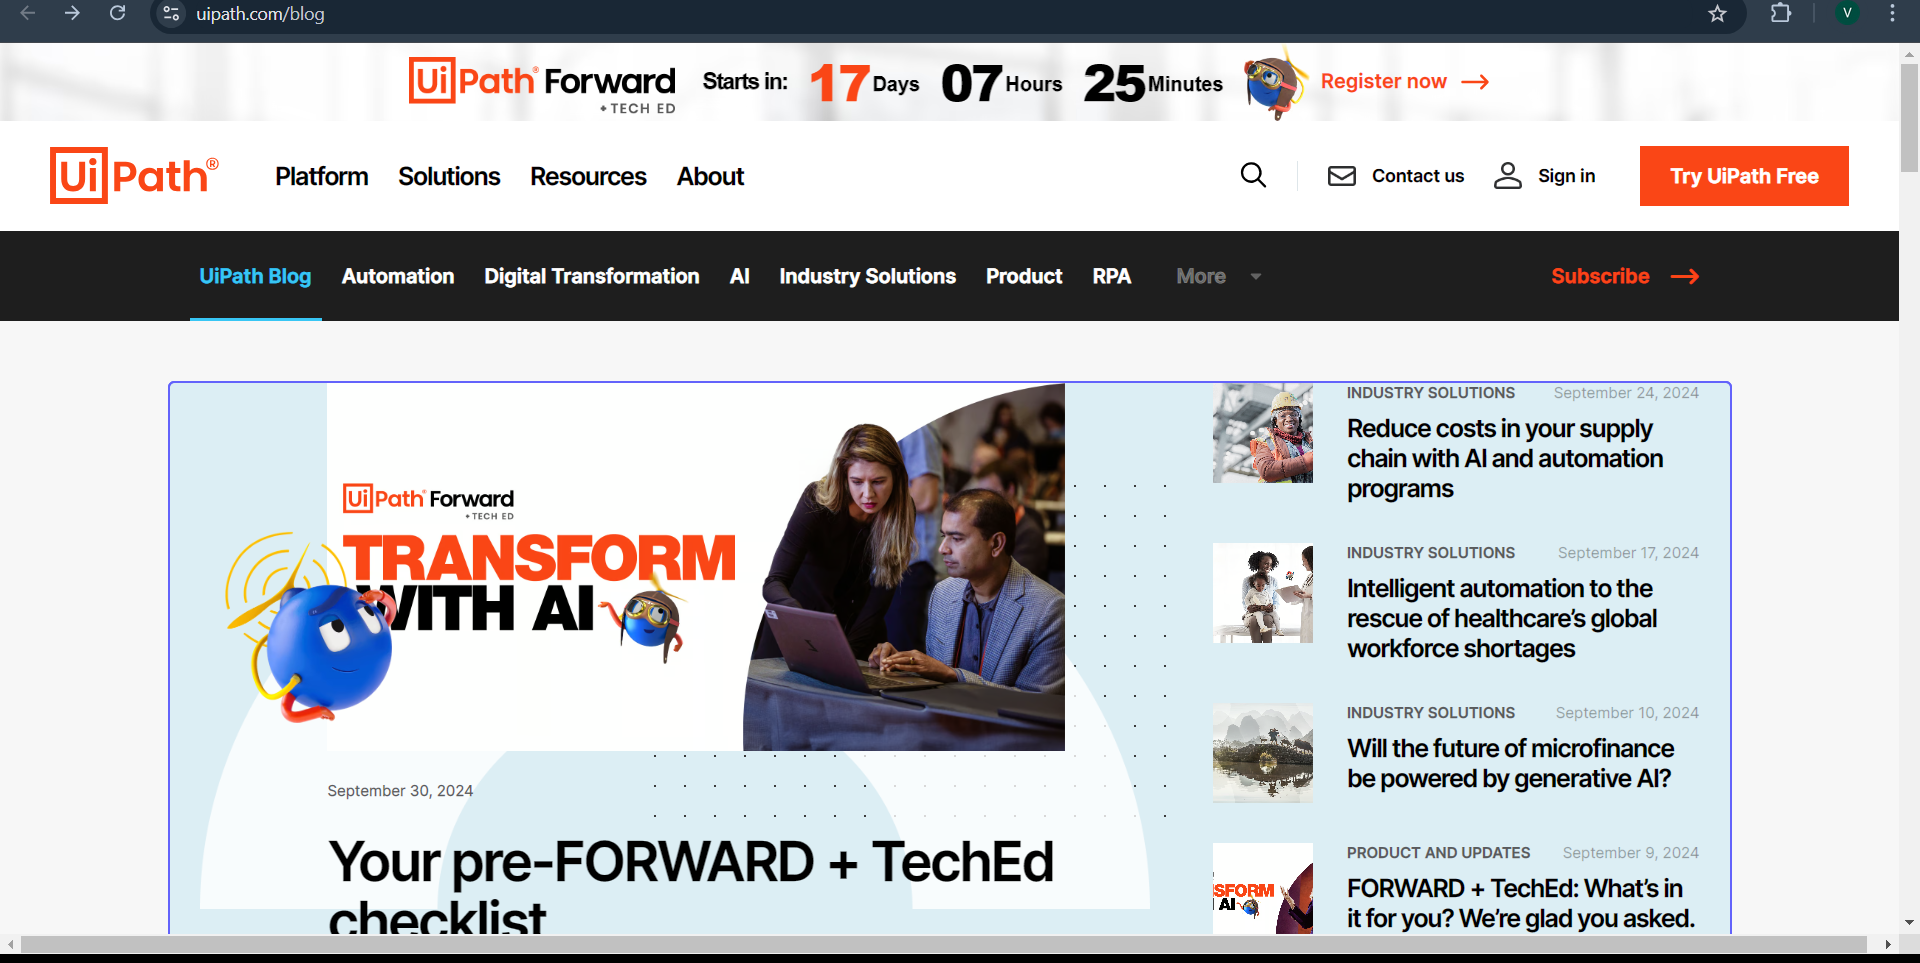 uipath.com/blog
V
UiPath® Forward
+ TECH ED
Starts in: 17 Days 07 Hours 25 Minutes
Register now
UiPath®
Platform Solutions Resources About
Contact us
Sign in
Try UiPath Free
UiPath Blog Automation Digital Transformation AI Industry Solutions Product RPA More
Subscribe
UiPath Forward
+ TECH ED
TRANSFORM
WITH AI
September 30, 2024
Your pre-FORWARD + TechEd
checklist
INDUSTRY SOLUTIONS September 24, 2024
Reduce costs in your supply
chain with AI and automation
programs
INDUSTRY SOLUTIONS September 17, 2024
Intelligent automation to the
rescue of healthcare’s global
workforce shortages
INDUSTRY SOLUTIONS September 10, 2024
Will the future of microfinance
be powered by generative AI?
PRODUCT AND UPDATES September 9, 2024
SFORM
AI
FORWARD + TechEd: What’s in
it for you? We’re glad you asked.